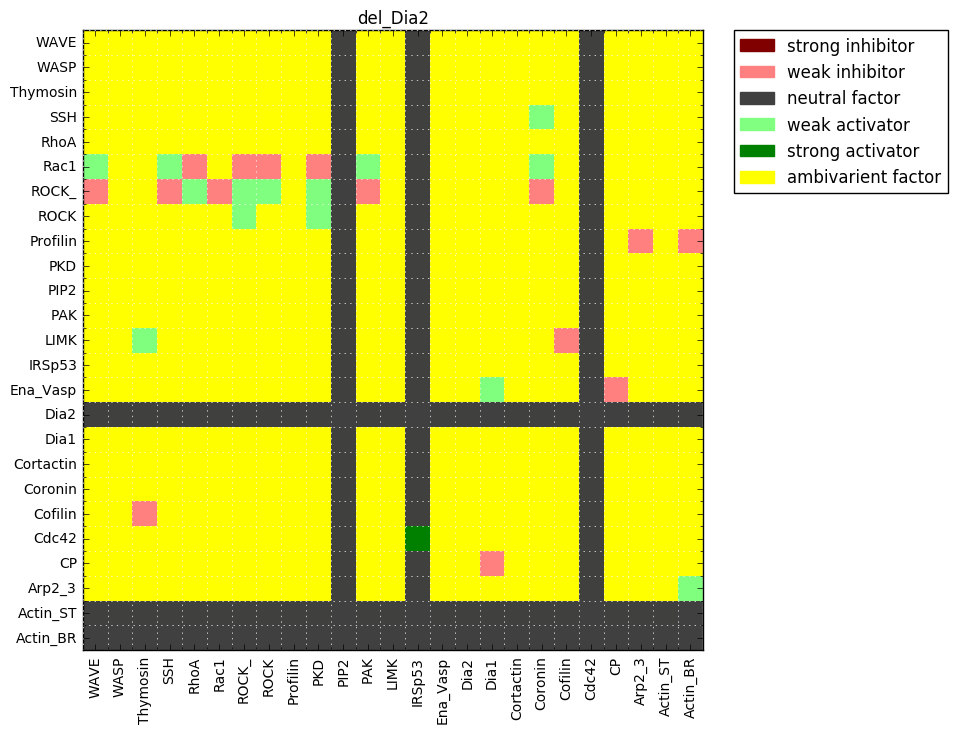 del_Dia2
WAVE
WASP
Thymosin
SSH
RhoA
Rac1
ROCK_
ROCK
Profilin
PKD
PIP2
PAK
LIMK
IRSp53
Ena_Vasp
Dia2
Dia1
Cortactin
Coronin
Cofilin
Cdc42
CP
Arp2_3
Actin_ST
Actin_BR
WAVE
WASP
Thymosin
SSH
RhoA
Rac1
ROCK_
ROCK
Profilin
PKD
PIP2
PAK
LIMK
IRSp53
Ena_Vasp
Dia2
Dia1
Cortactin
Coronin
Cofilin
Cdc42
CP
Arp2_3
Actin_ST
Actin_BR
strong inhibitor
weak inhibitor
neutral factor
weak activator
strong activator
ambivarient factor